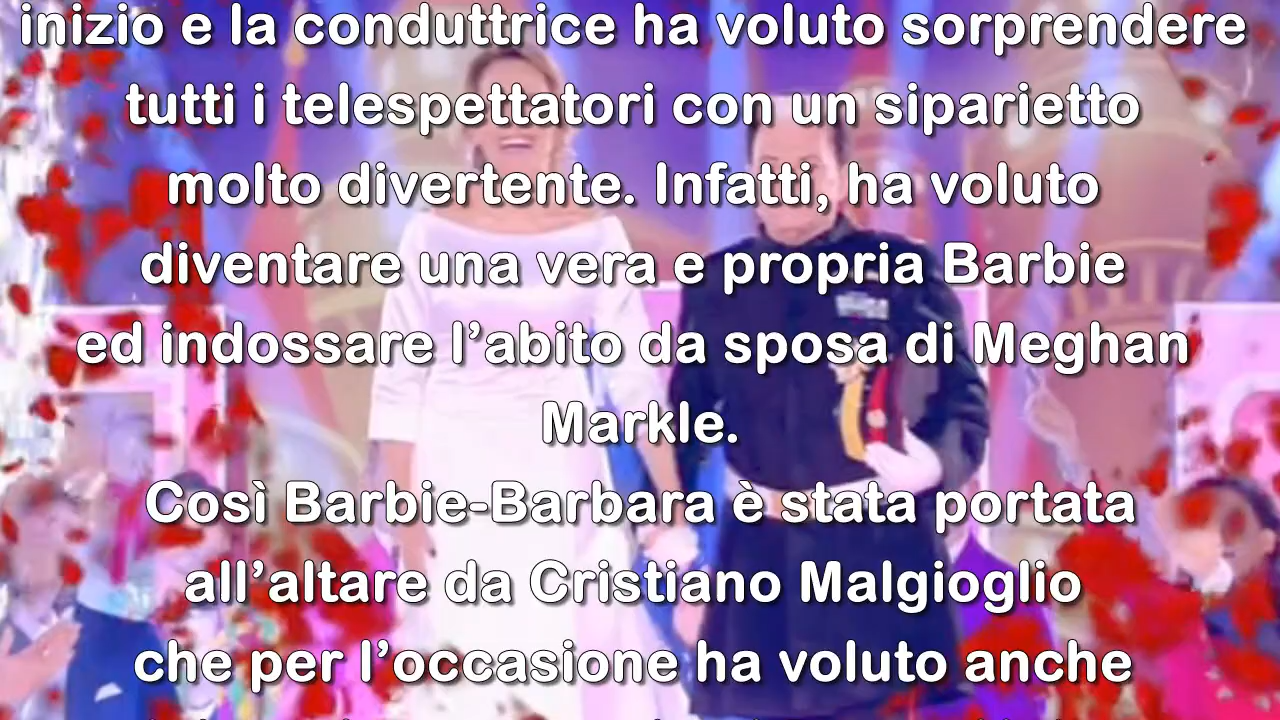 inizio e la conduttrice ha voluto sorprendere
tutti i telespettatori con un siparietto
molto divertente. Infatti, ha voluto
diventare una vera e propria Barbie
ed indossare l’abito da sposa di Meghan
Markle.
Così Barbie-Barbara è stata portata
all’altare da Cristiano Malgioglio
che per l’occasione ha voluto anche